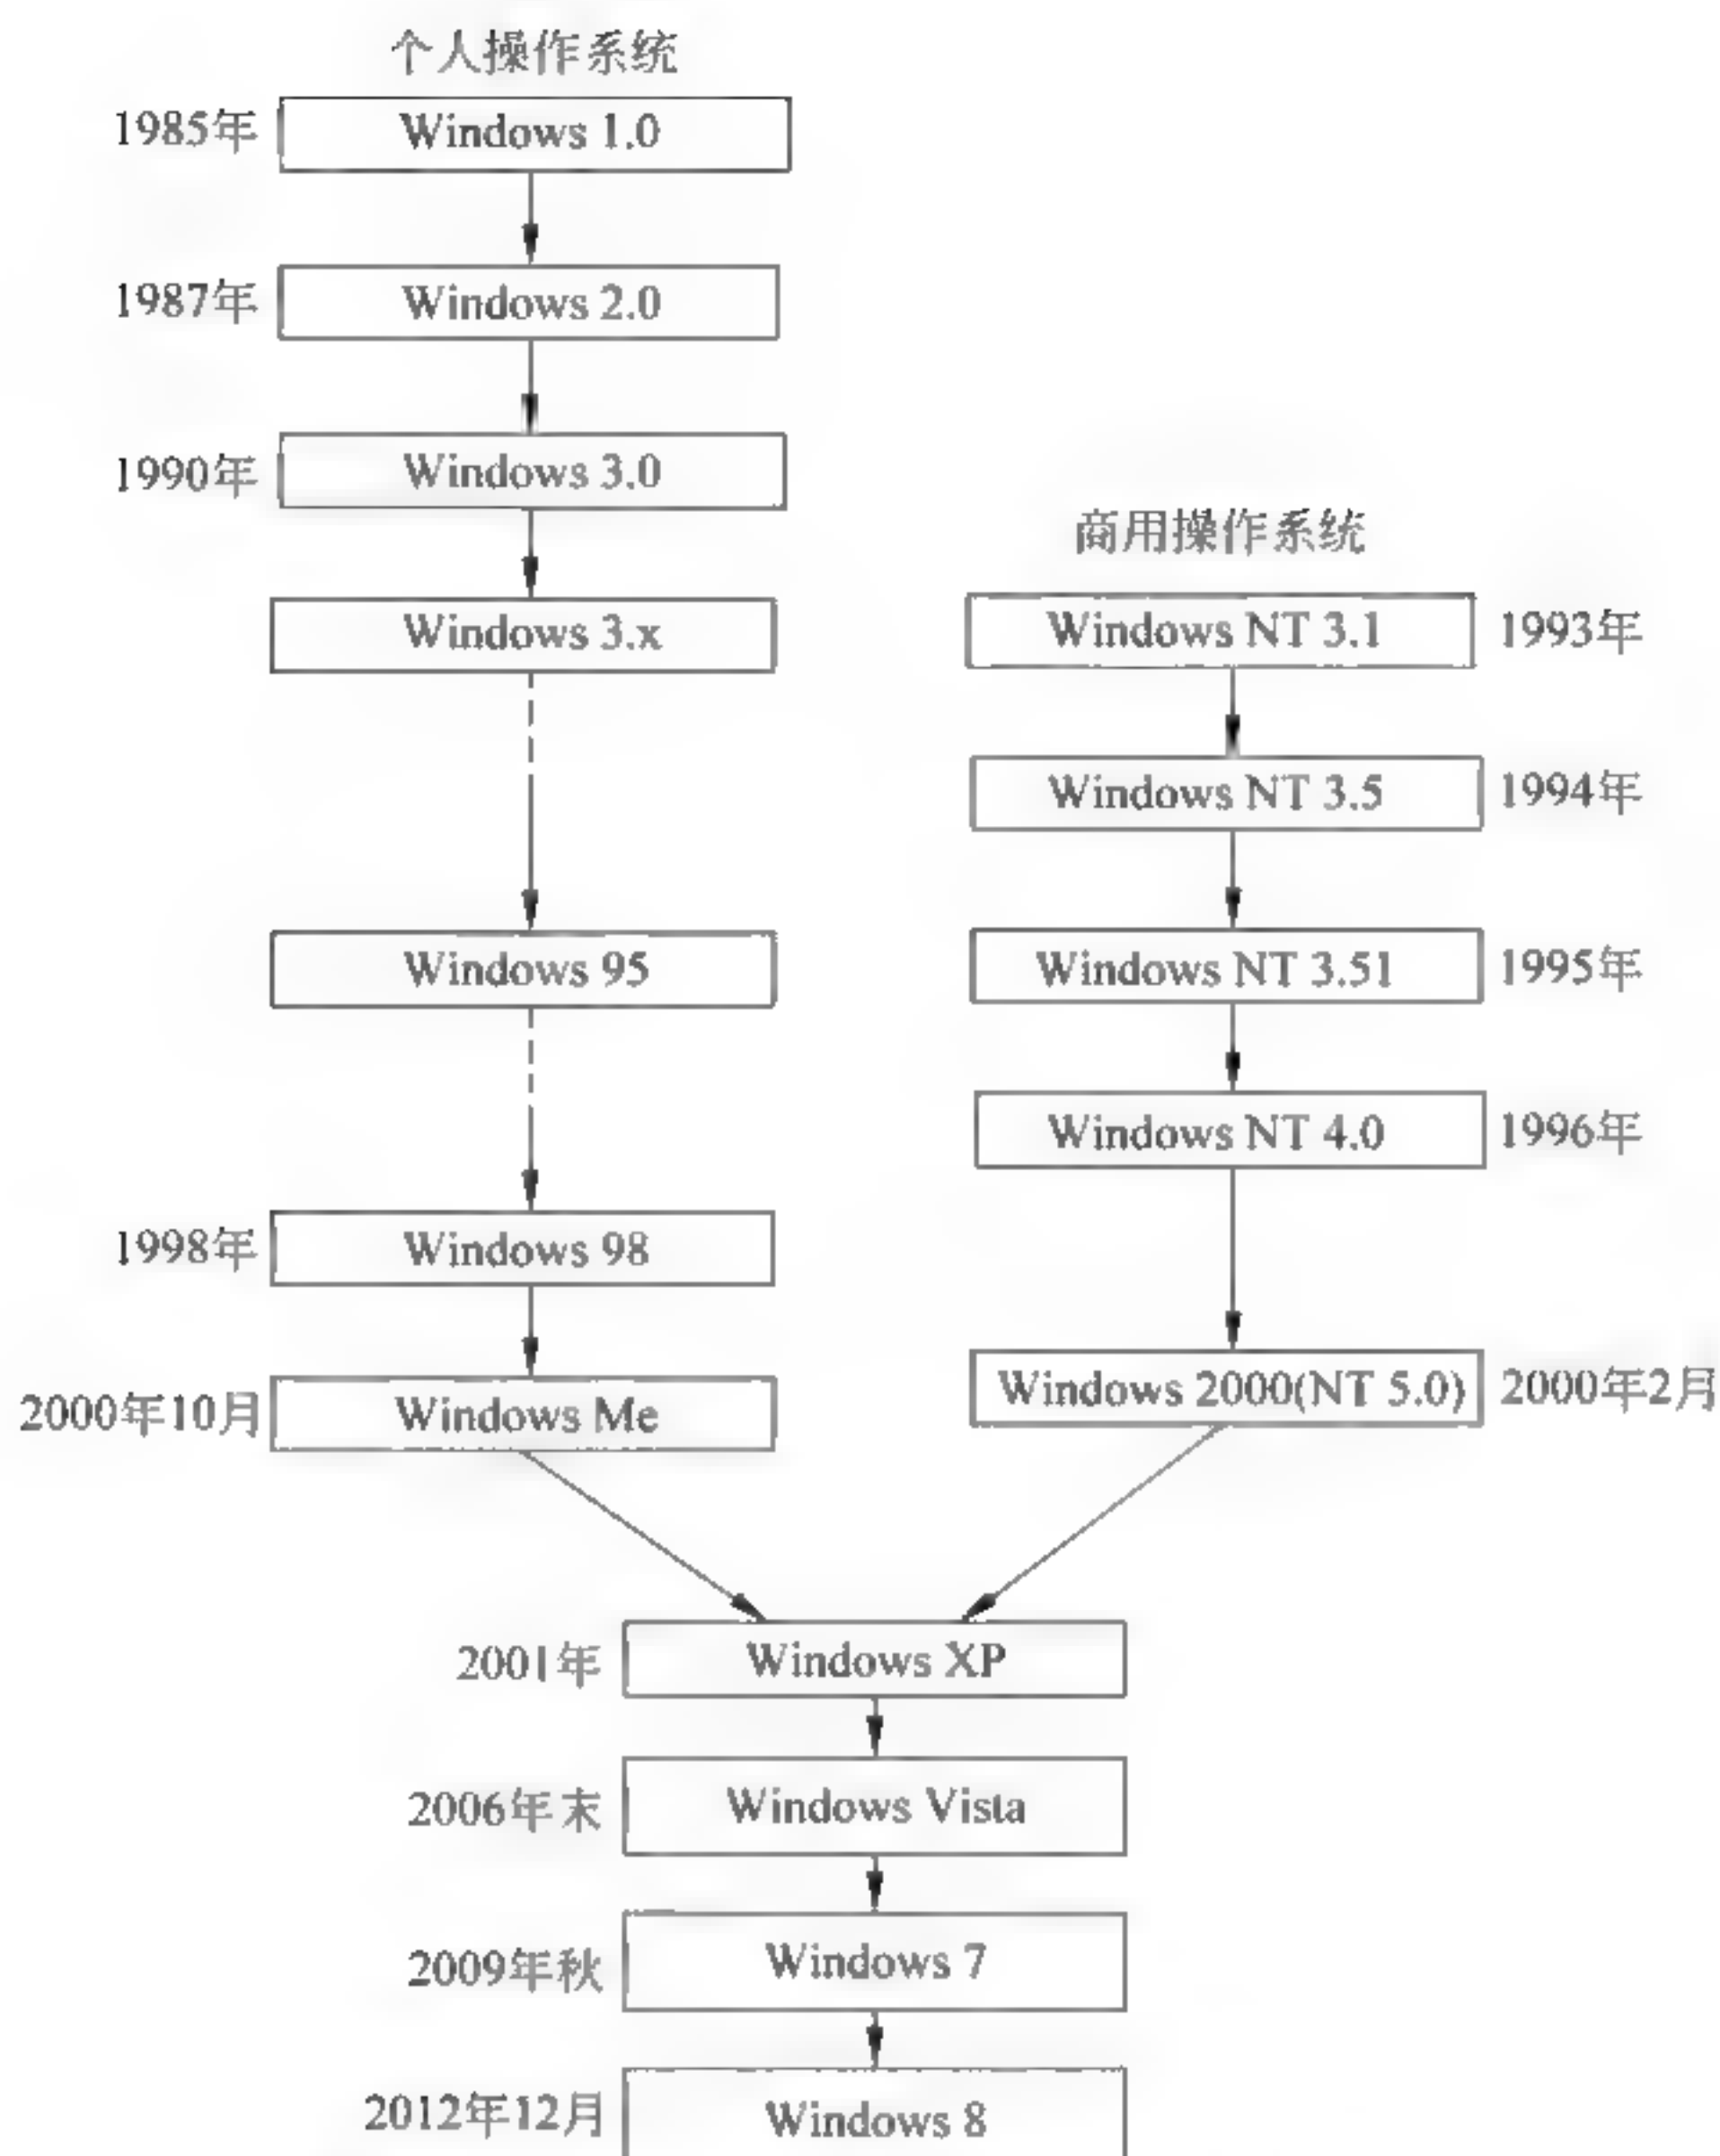 个人操作系统
1985年 Windows 1.0
1987年 Windows 2.0
1990年 Windows 3.0
Windows 3.x
Windows 95
1998年 Windows 98
2000年10月 Windows Me
商用操作系统
Windows NT 3.1 1993年
Windows NT 3.5 1994年
Windows NT 3.51 1995年
Windows NT 4.0 1996年
Windows 2000(NT 5.0) 2000年2月
2001年 Windows XP
2006年末 Windows Vista
2009年秋 Windows 7
2012年12月 Windows 8